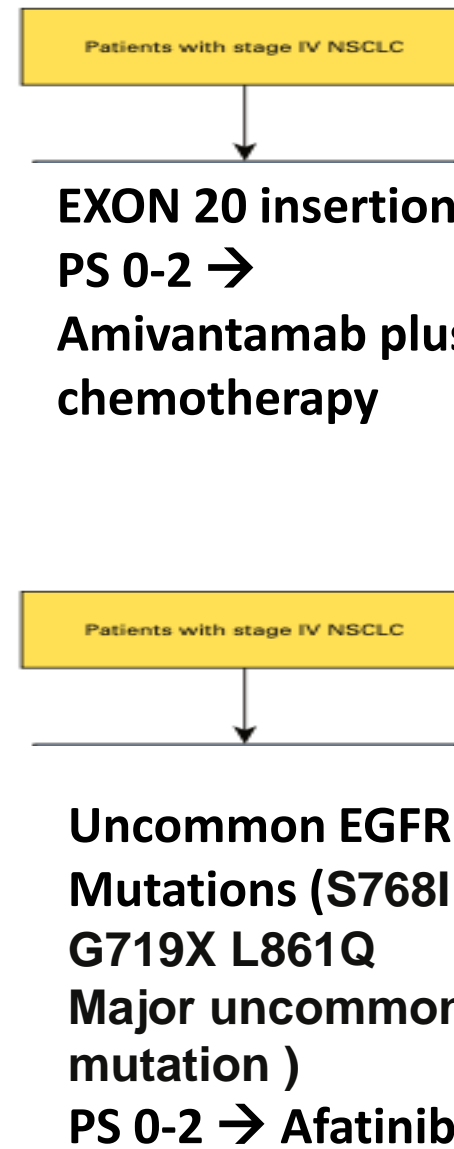 Patients with stage IV NSCLC
EXON 20 insertion
PS 0-2 →
Amivantamab plus
chemotherapy
Patients with stage IV NSCLC
Uncommon EGFR
Mutations (S768I
G719X L861Q
Major uncommon
mutation )
PS 0-2 → Afatinib